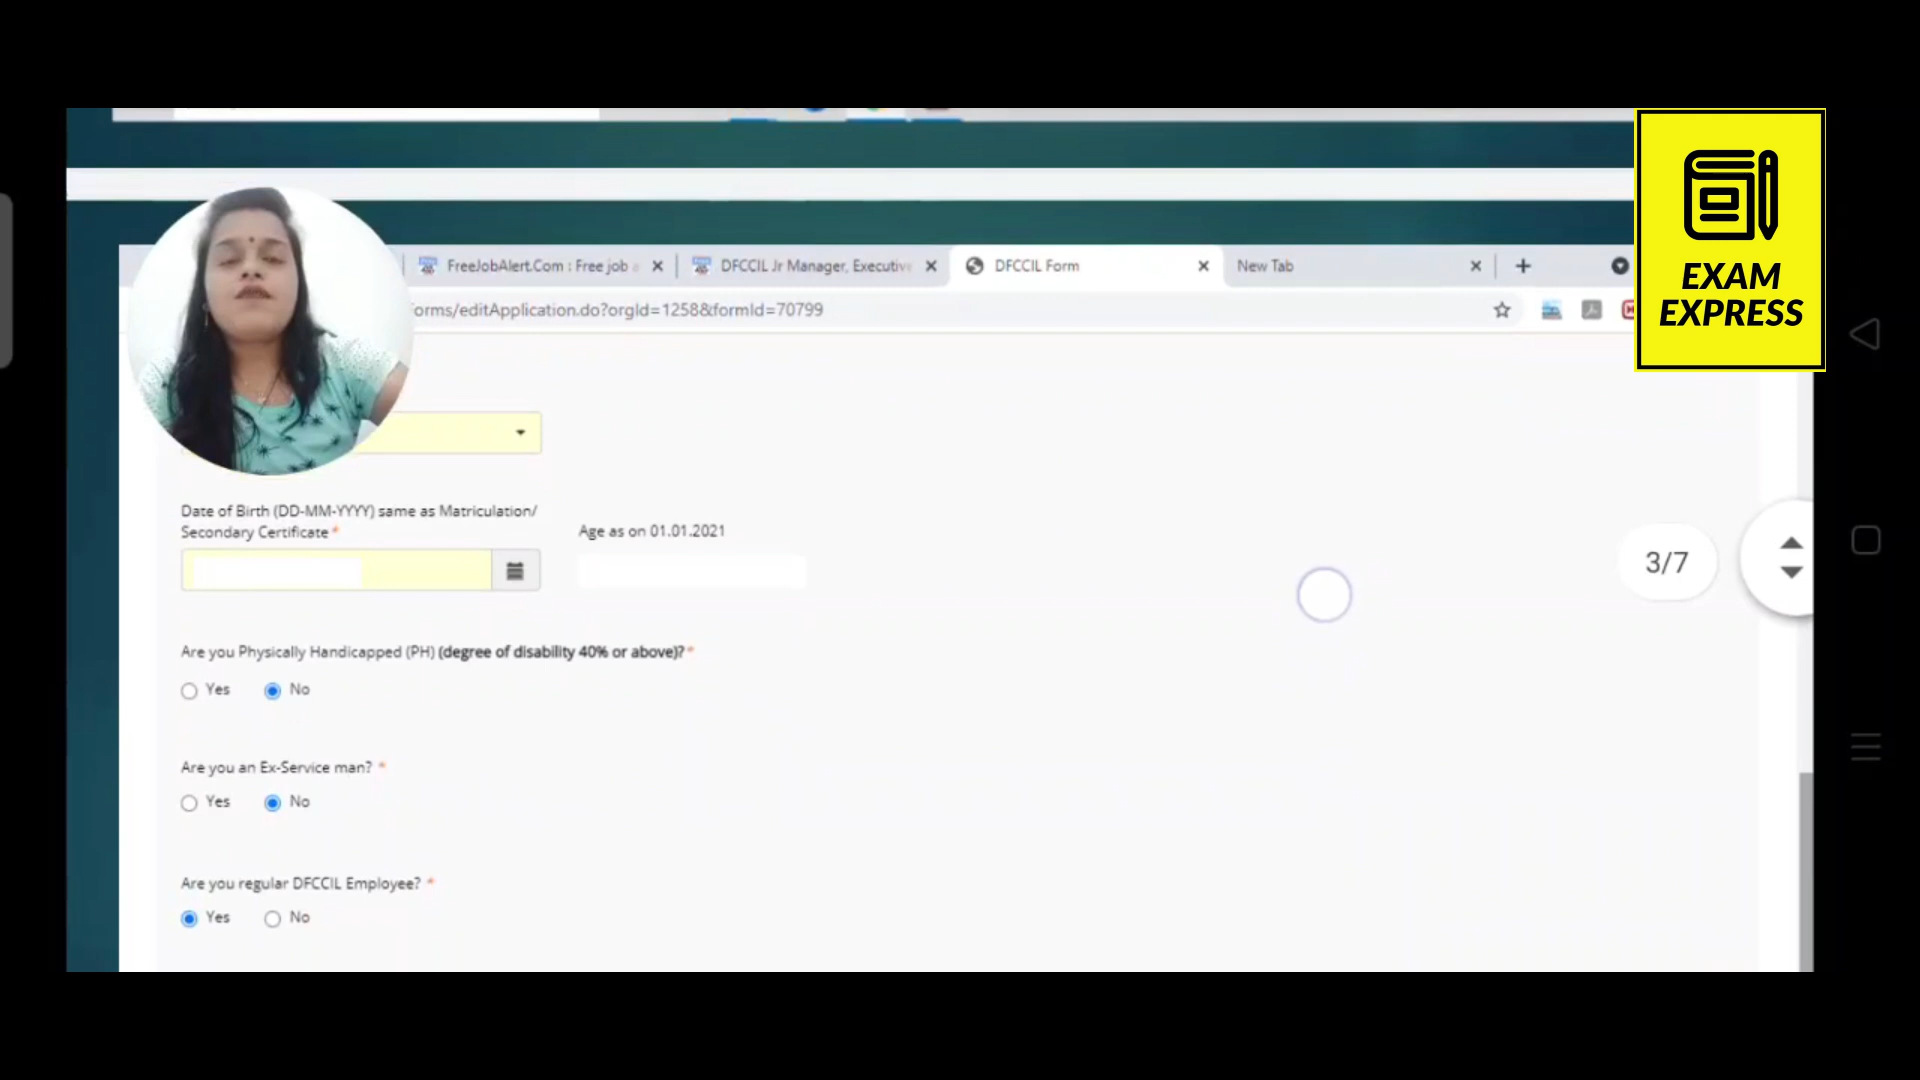 EXAM
EXPRESS
FreeJobAlert.Com : Free job
DFCCIL Jr Manager, Executiv
DFCCIL Form
New Tab
orms/editApplication.do?orgId=1258&formId=70799
Date of Birth (DD-MM-YYYY) same as Matriculation/
Secondary Certificate*
Age as on 01.01.2021
3/7
Are you Physically Handicapped (PH) (degree of disability 40% or above)?*
Yes No
Are you an Ex-Service man? *
Yes No
Are you regular DFCCIL Employee? *
Yes No